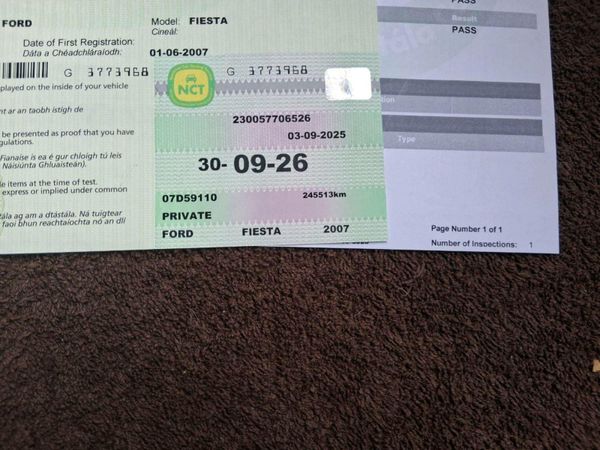 FORD
Model: FIESTA
Cineál:
Date of First Registration:
Dáta a Chéadchláraíodh:
01-06-2007
G 3773968
played on the inside of your vehicle
nt ar an taobh istigh de
be presented as proof that you have
gulations.
Fianaise is ea é gur chloígh tú leis
Náisiúnta Ghluaisteán).
le items at the time of test.
express or implied under common
tála ag am a dtástála. Ná tuigtear
faoi bhun reachtaíochta nó an dlí
G 3773968
NCT
230057706526
03-09-2025
30- 09-26
07D59110
245513km
PRIVATE
FORD FIESTA 2007
PASS
Result
PASS
Type
Page Number 1 of 1
Number of Inspections: 1